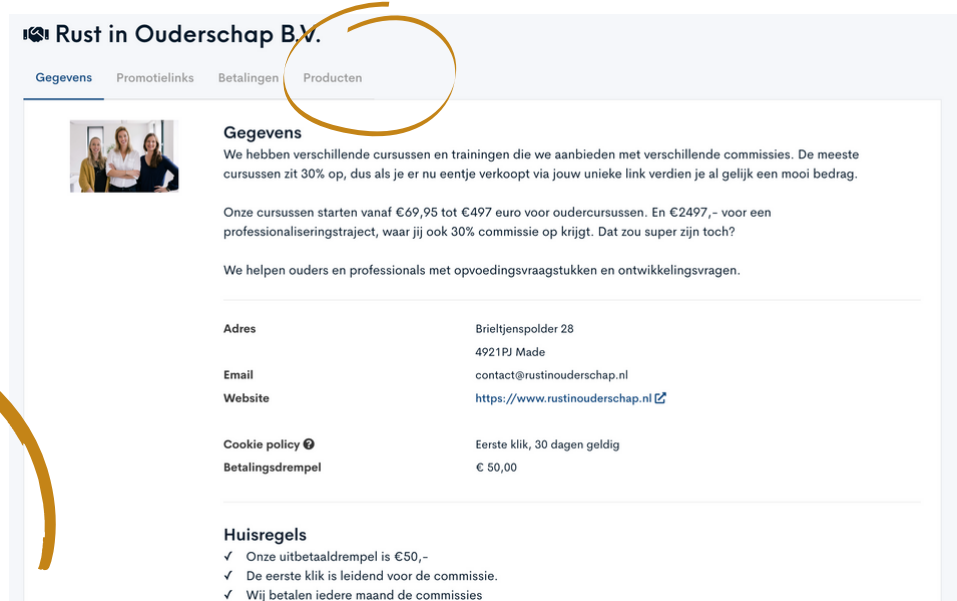 Rust in Ouderschap B.V.
Gegevens Promotielinks Betalingen Producten
Gegevens
We hebben verschillende cursussen en trainingen die we aanbieden met verschillende commissies. De meeste
cursussen zit 30% op, dus als je er nu eentje verkoopt via jouw unieke link verdien je al gelijk een mooi bedrag.
Onze cursussen starten vanaf €69,95 tot €497 euro voor oudercursussen. En €2497,- voor een
professionaliseringstraject, waar jij ook 30% commissie op krijgt. Dat zou super zijn toch?
We helpen ouders en professionals met opvoedingsvraagstukken en ontwikkelingsvragen.
Adres Brieltjenspolder 28
4921PJ Made
Email contact@rustinouderschap.nl
Website https://www.rustinouderschap.nl
Cookie policy Eerste klik, 30 dagen geldig
Betalingsdrempel € 50,00
Huisregels
✓ Onze uitbetaaldrempel is €50,-
✓ De eerste klik is leidend voor de commissie.
✓ Wij betalen iedere maand de commissies